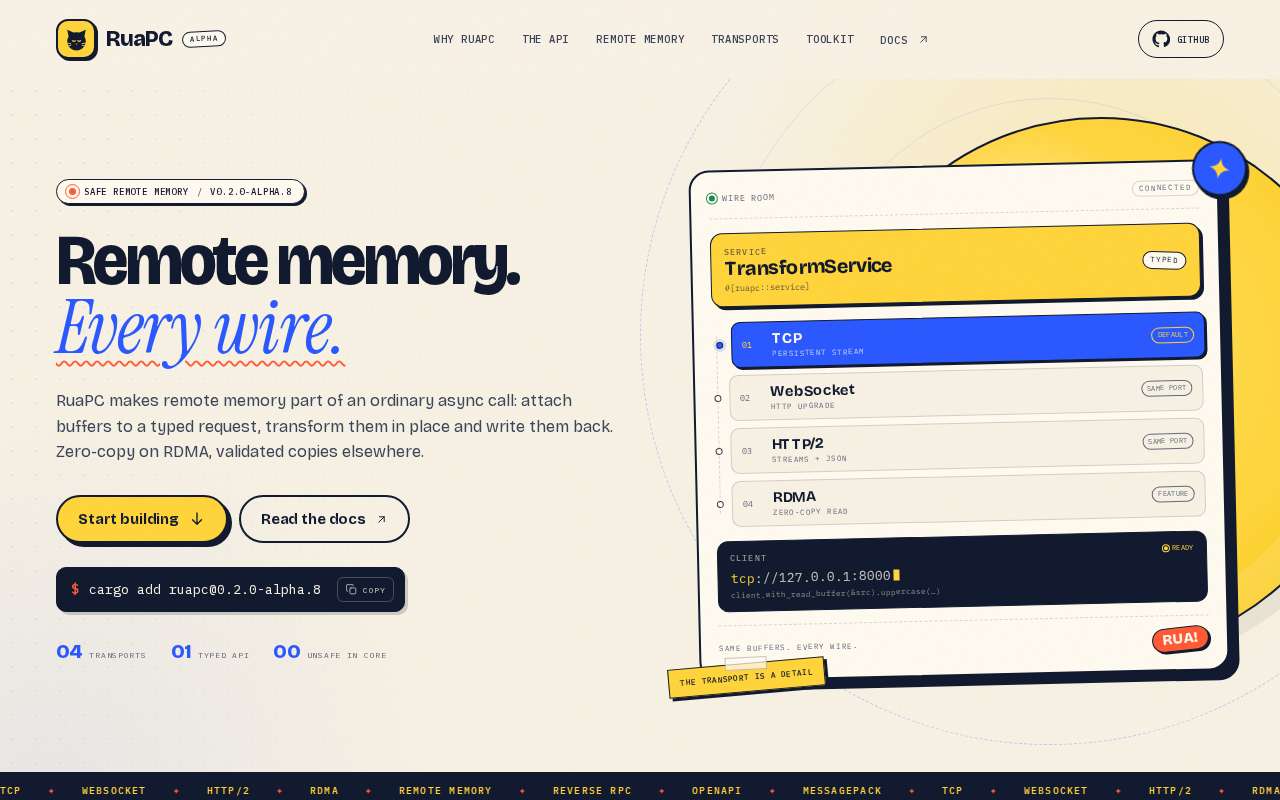 RuaPC ALPHA WHY RUAPC THE API REMOTE MEMORY TRANSPORTS TOOLKIT DOCS GITHUB
SAFE REMOTE MEMORY / V0.2.0-ALPHA.8
Remote memory.
Every wire.
RuaPC makes remote memory part of an ordinary async call: attach
buffers to a typed request, transform them in place and write them back.
Zero-copy on RDMA, validated copies elsewhere.
Start building Read the docs
$ cargo add ruapc@0.2.0-alpha.8 COPY
04 TRANSPORTS 01 TYPED API 00 UNSAFE IN CORE
WIRE ROOM CONNECTED
SERVICE
TransformService TYPED
#[ruapc::service]
01 TCP DEFAULT
PERSISTENT STREAM
02 WebSocket SAME PORT
HTTP UPGRADE
03 HTTP/2 SAME PORT
STREAMS + JSON
04 RDMA FEATURE
ZERO-COPY READ
CLIENT READY
tcp://127.0.0.1:8000
client.with_read_buffer(&src).uppercase(…)
SAME BUFFERS. EVERY WIRE. RUA!
THE TRANSPORT IS A DETAIL
TCP WEBSOCKET HTTP/2 RDMA REMOTE MEMORY REVERSE RPC OPENAPI MESSAGEPACK TCP WEBSOCKET HTTP/2 RDMA